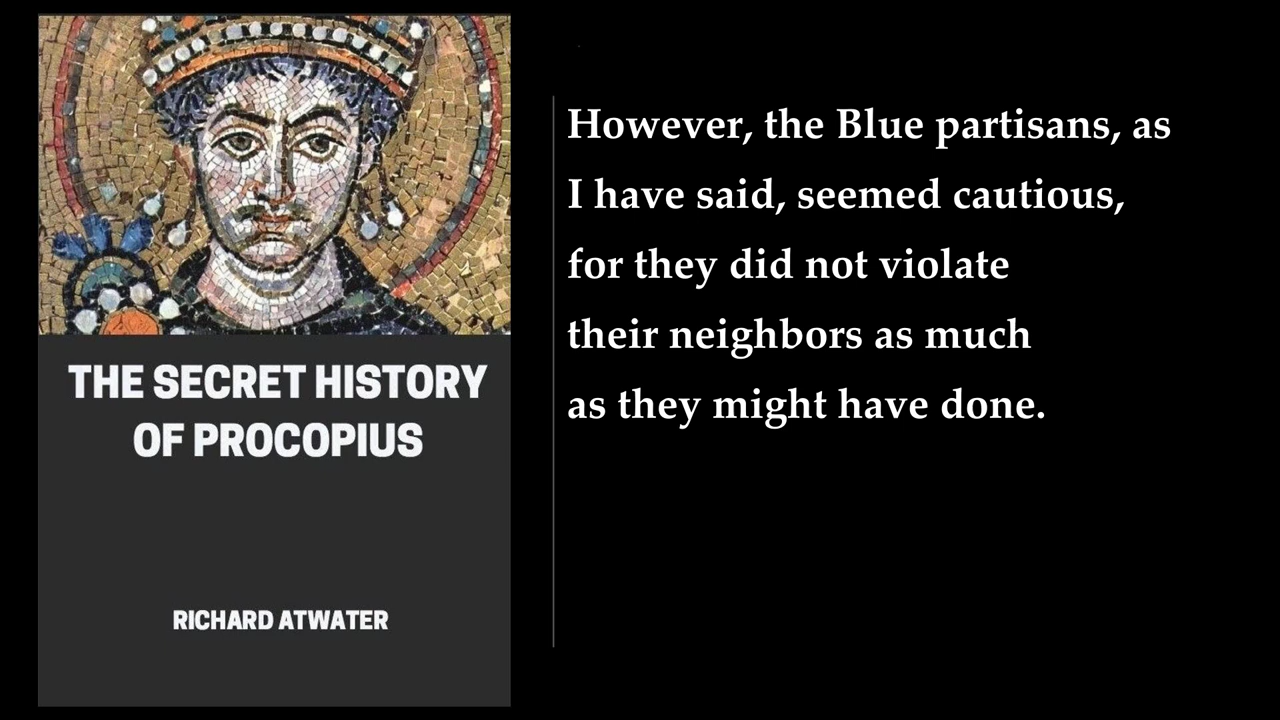 THE SECRET HISTORY
OF PROCOPIUS
RICHARD ATWATER
However, the Blue partisans, as
I have said, seemed cautious,
for they did not violate
their neighbors as much
as they might have done.